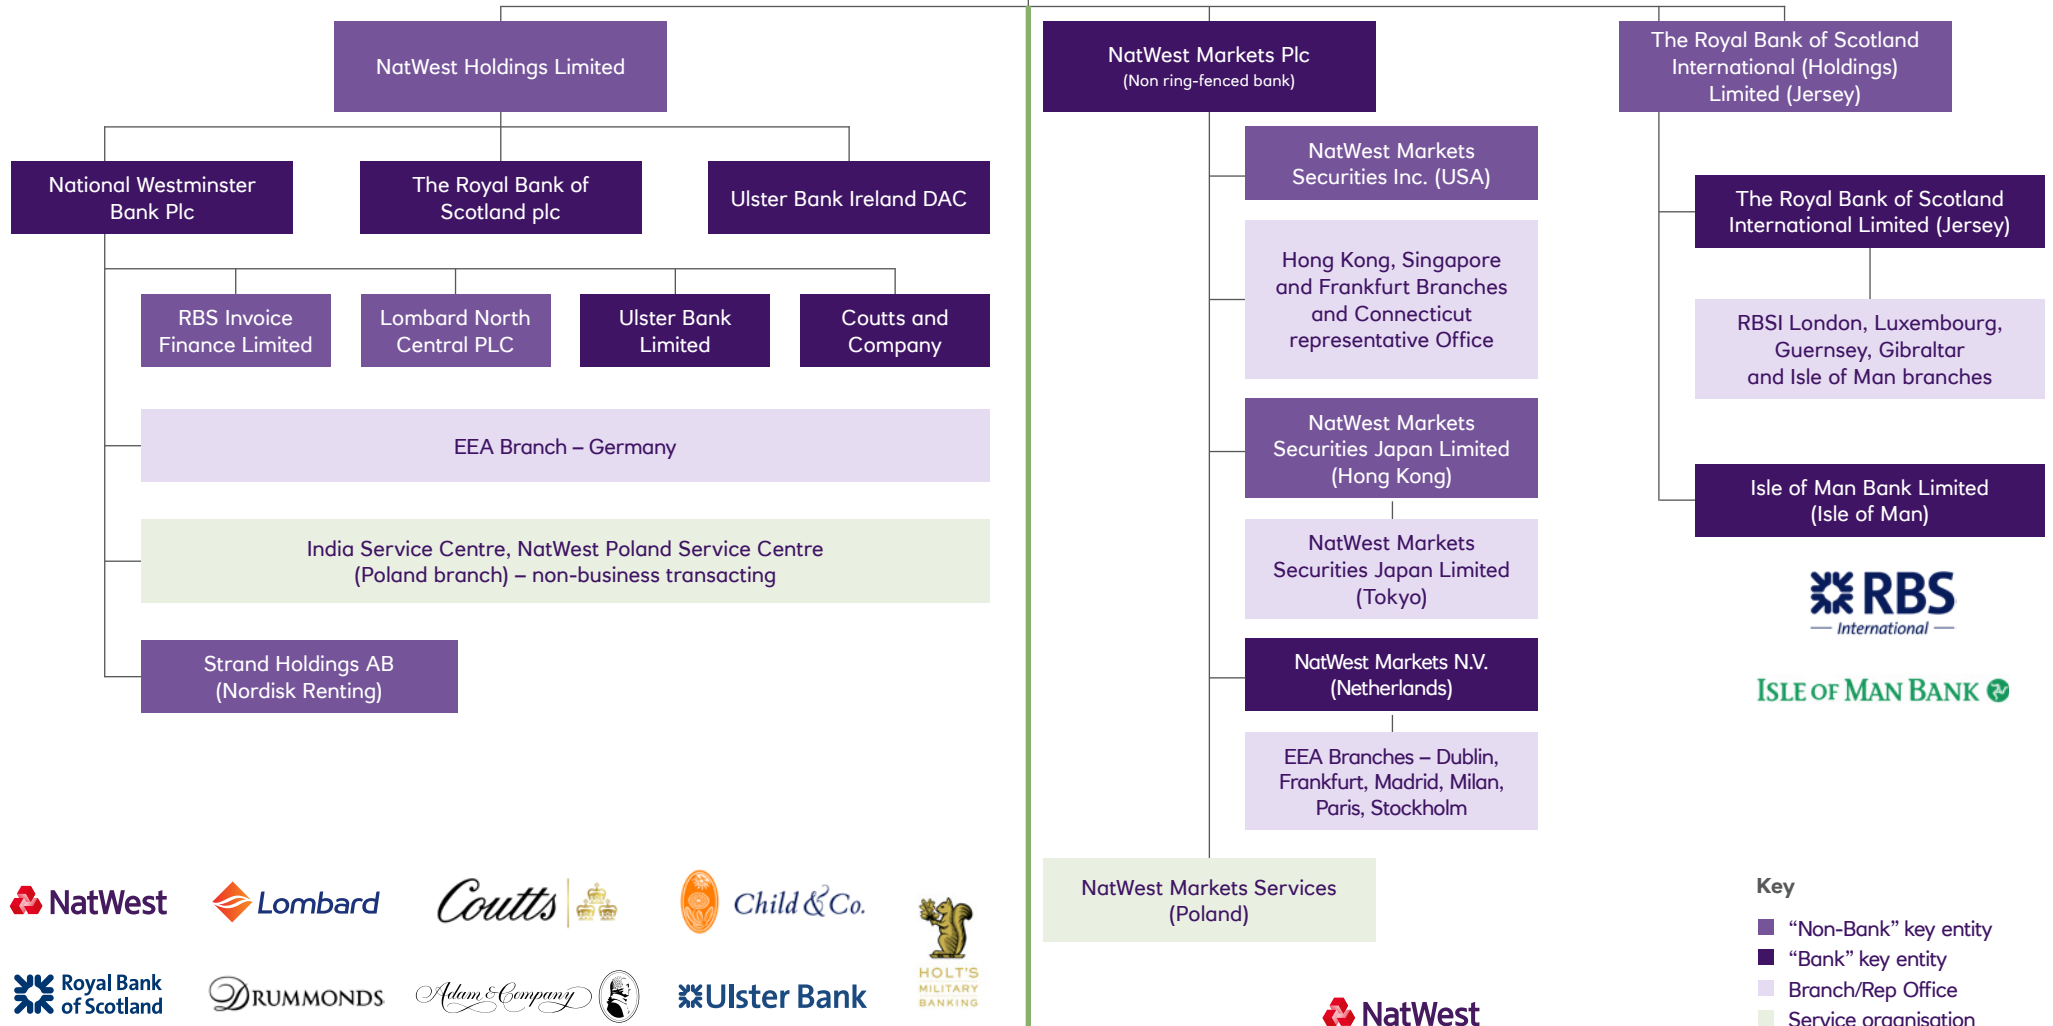 NatWest Holdings Limited
National Westminster
Bank Plc
The Royal Bank of
Scotland plc
Ulster Bank Ireland DAC
RBS Invoice
Finance Limited
Lombard North
Central PLC
Ulster Bank
Limited
Coutts and
Company
EEA Branch – Germany
India Service Centre, NatWest Poland Service Centre
(Poland branch) – non-business transacting
Strand Holdings AB
(Nordisk Renting)
NatWest
Lombard
Coutts
Child & Co.
HOLT'S
MILITARY
BANKING
Royal Bank
of Scotland
DRUMMONDS
Adam & Company
Ulster Bank
NatWest Markets Plc
(Non ring-fenced bank)
NatWest Markets
Securities Inc. (USA)
Hong Kong, Singapore
and Frankfurt Branches
and Connecticut
representative Office
NatWest Markets
Securities Japan Limited
(Hong Kong)
NatWest Markets
Securities Japan Limited
(Tokyo)
NatWest Markets N.V.
(Netherlands)
EEA Branches – Dublin,
Frankfurt, Madrid, Milan,
Paris, Stockholm
NatWest Markets Services
(Poland)
NatWest
The Royal Bank of Scotland
International (Holdings)
Limited (Jersey)
The Royal Bank of Scotland
International Limited (Jersey)
RBSI London, Luxembourg,
Guernsey, Gibraltar
and Isle of Man branches
Isle of Man Bank Limited
(Isle of Man)
RBS
International
ISLE OF MAN BANK
Key
“Non-Bank” key entity
“Bank” key entity
Branch/Rep Office
Service organisation